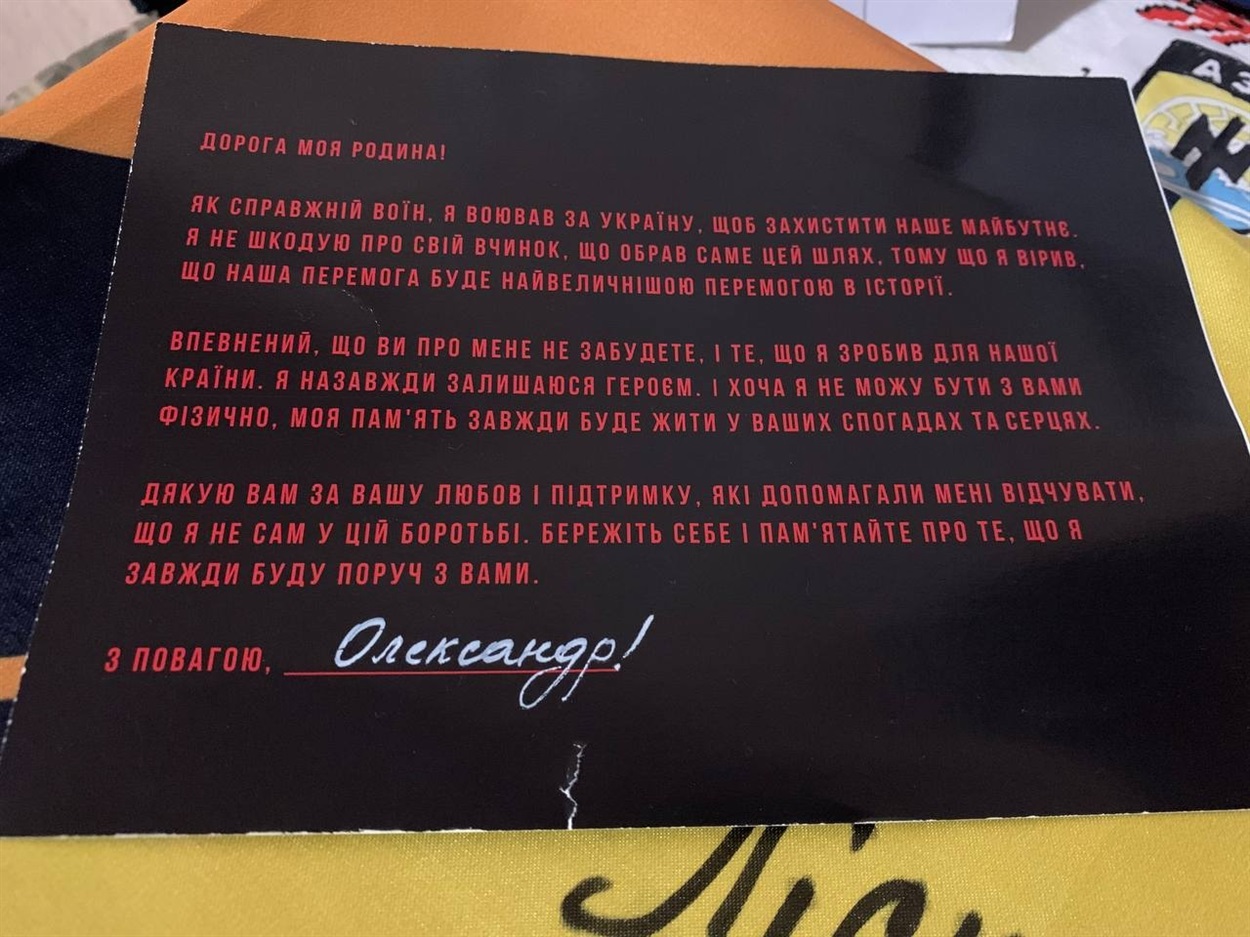 ДОРОГА МОЯ РОДИНА!
ЯК СПРАВЖНІЙ ВОЇН, Я ВОЮВАВ ЗА УКРАЇНУ, ЩОБ ЗАХИСТИТИ НАШЕ МАЙБУТНЄ.
Я НЕ ШКОДУЮ ПРО СВІЙ ВЧИНОК, ЩО ОБРАВ САМЕ ЦЕЙ ШЛЯХ, ТОМУ ЩО Я ВІРИВ,
ЩО НАША ПЕРЕМОГА БУДЕ НАЙВЕЛИЧНІШОЮ ПЕРЕМОГОЮ В ІСТОРІЇ.
ВПЕВНЕНИЙ, ЩО ВИ ПРО МЕНЕ НЕ ЗАБУДЕТЕ, І ТЕ, ЩО Я ЗРОБИВ ДЛЯ НАШОЇ
КРАЇНИ. Я НАЗАВЖДИ ЗАЛИШАЮСЯ ГЕРОЄМ. І ХОЧА Я НЕ МОЖУ БУТИ З ВАМИ
ФІЗИЧНО, МОЯ ПАМ'ЯТЬ ЗАВЖДИ БУДЕ ЖИТИ У ВАШИХ СПОГАДАХ ТА СЕРЦЯХ.
ДЯКУЮ ВАМ ЗА ВАШУ ЛЮБОВ І ПІДТРИМКУ, ЯКІ ДОПОМАГАЛИ МЕНІ ВІДЧУВАТИ,
ЩО Я НЕ САМ У ЦІЙ БОРОТЬБІ. БЕРЕЖІТЬ СЕБЕ І ПАМ'ЯТАЙТЕ ПРО ТЕ, ЩО Я
ЗАВЖДИ БУДУ ПОРУЧ З ВАМИ.
З ПОВАГОЮ, Олександр!